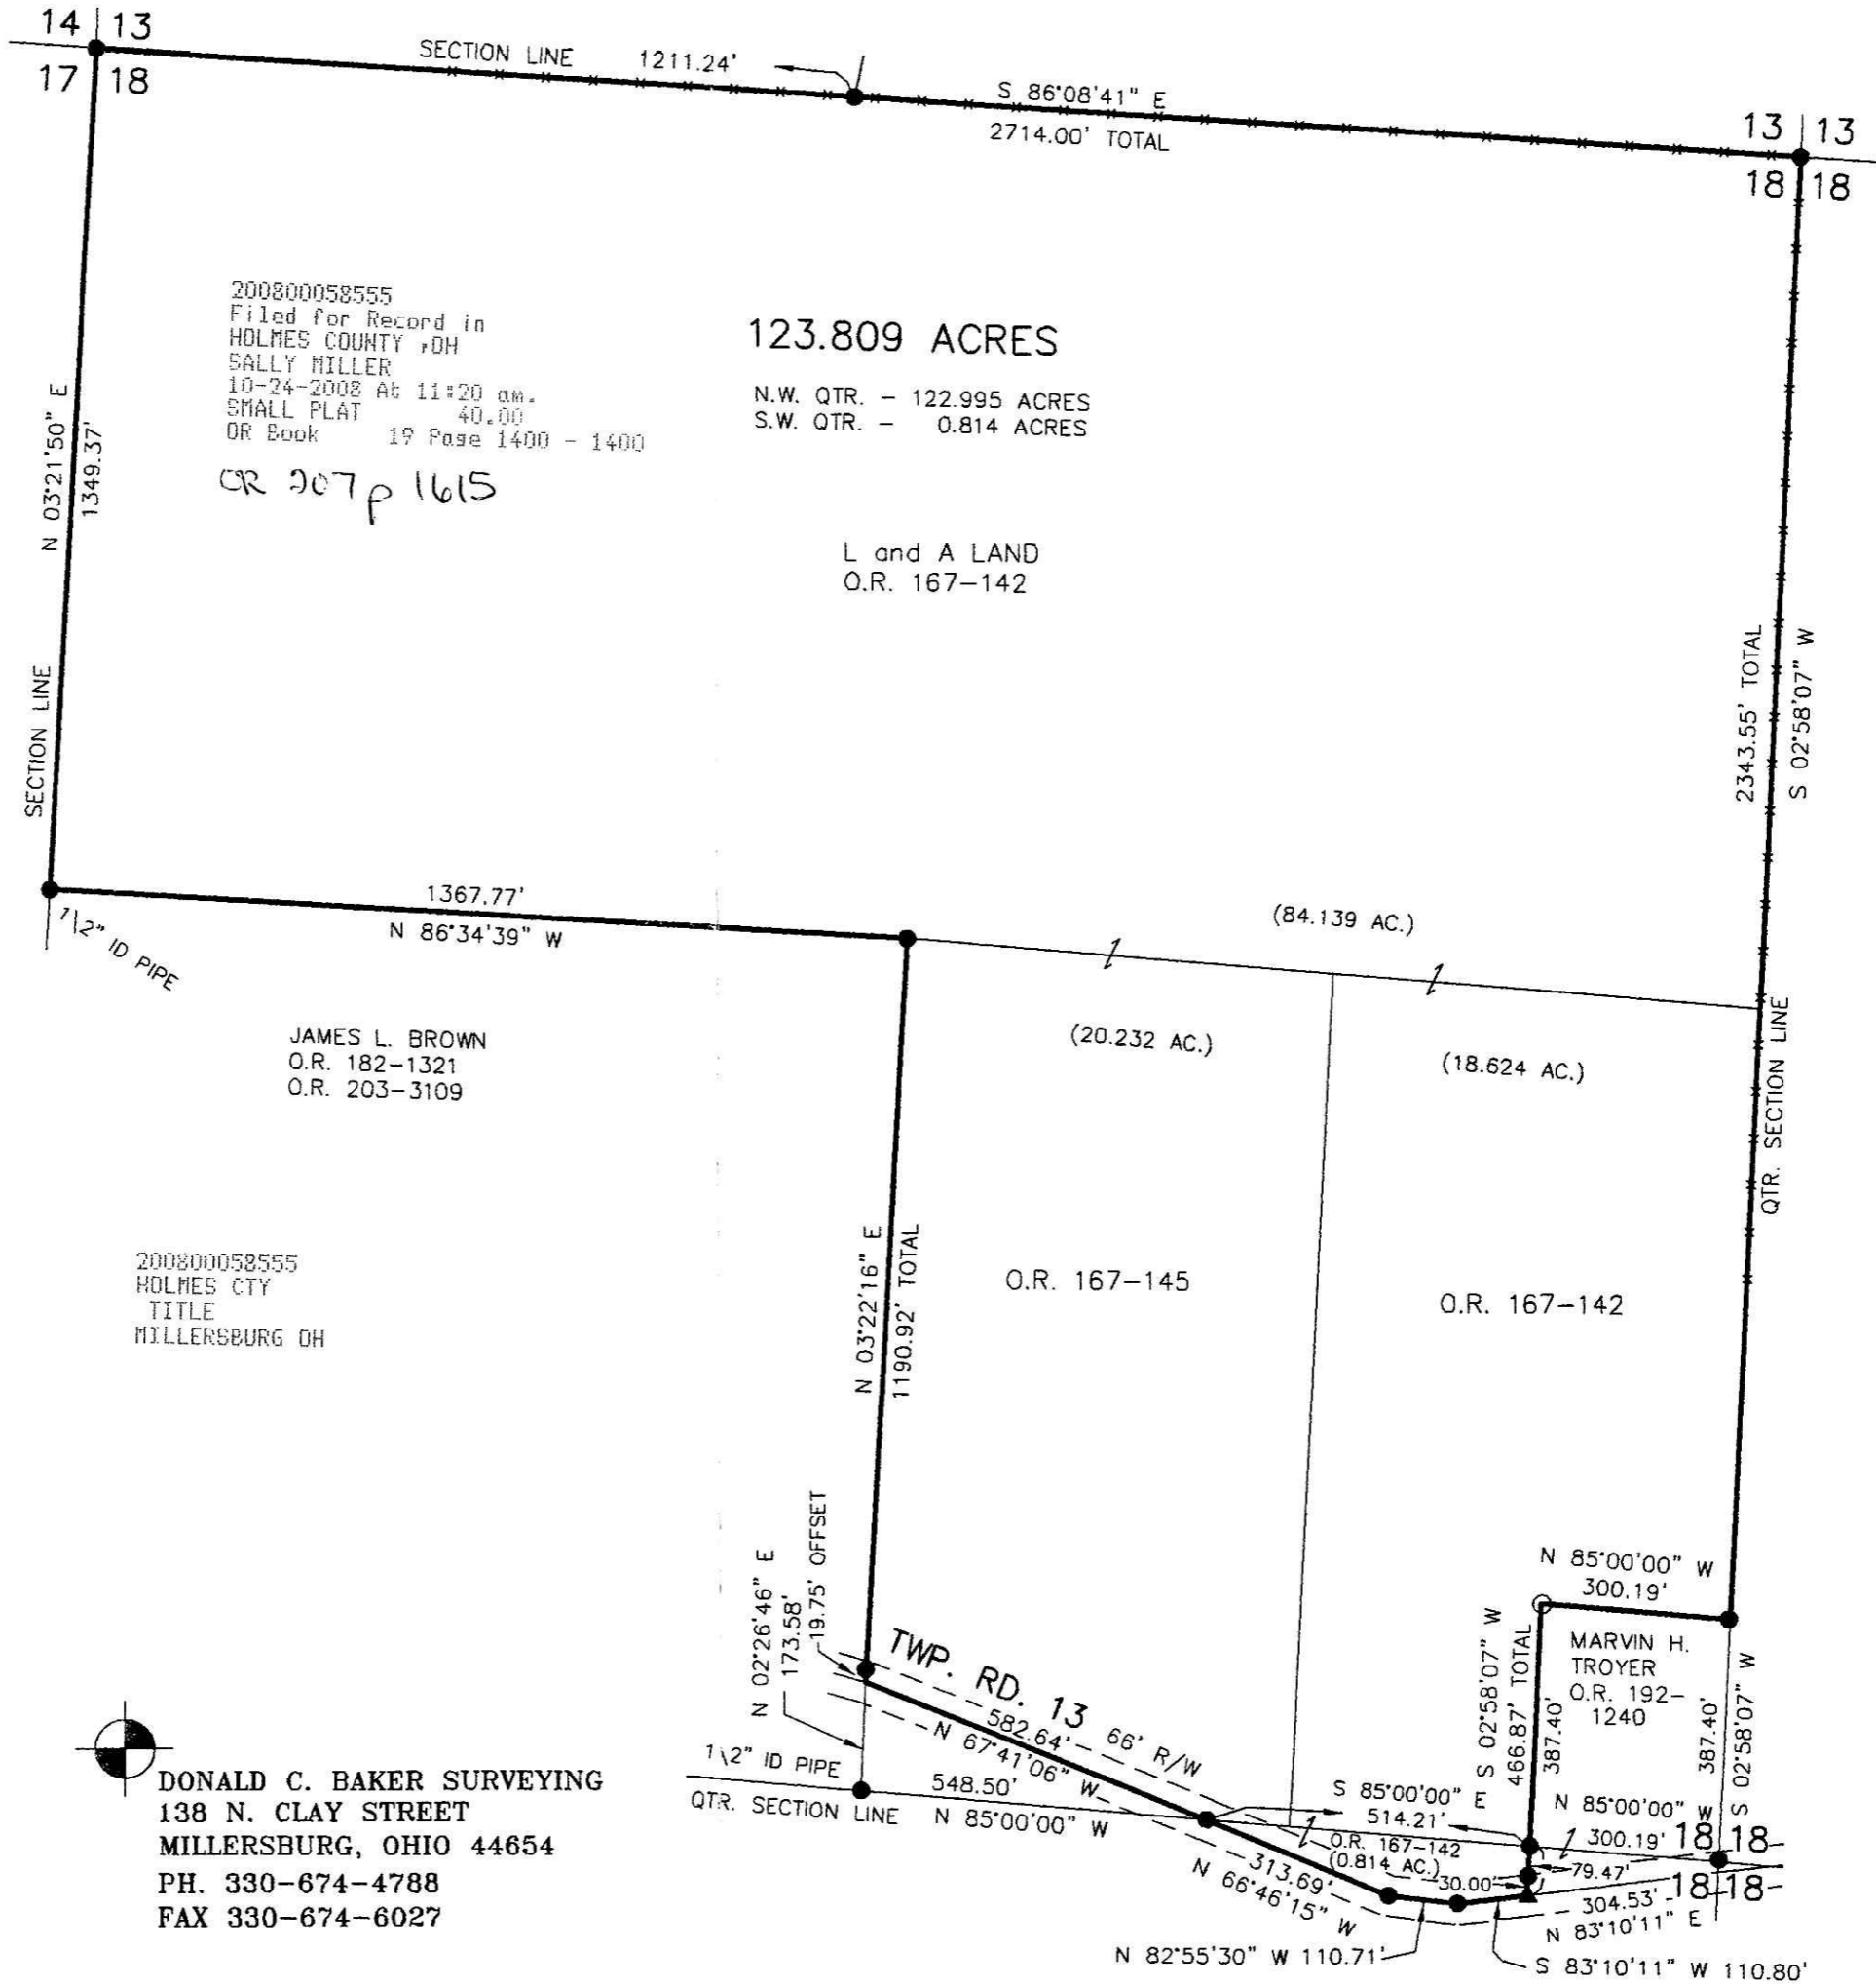 14 | 13
17 | 18
SECTION LINE 1211.24'
S 86°08'41" E
2714.00' TOTAL
13 | 13
18 | 18
200800058555
Filed for Record in
HOLMES COUNTY ,OH
SALLY MILLER
10-24-2008 At 11:20 am.
SMALL PLAT 40.00
OR Book 19 Page 1400 - 1400
OR 207 p 1615
123.809 ACRES
N.W. QTR. - 122.995 ACRES
S.W. QTR. - 0.814 ACRES
L and A LAND
O.R. 167-142
N 03°21'50" E
1349.37'
SECTION LINE
2343.55' TOTAL
S 02°58'07" W
QTR. SECTION LINE
1367.77'
N 86°34'39" W
1|2" ID PIPE
(84.139 AC.)
(20.232 AC.)
(18.624 AC.)
JAMES L. BROWN
O.R. 182-1321
O.R. 203-3109
200800058555
HOLMES CTY
TITLE
MILLERSBURG OH
N 03°22'16" E
1190.92' TOTAL
O.R. 167-145
O.R. 167-142
N 02°26'46" E
173.58'
19.75' OFFSET
N 85°00'00" W
300.19'
MARVIN H.
TROYER
O.R. 192-
1240
S 02°58'07" W
466.87' TOTAL
387.40'
387.40'
S 02°58'07" W
TWP. RD. 13
66' R/W
582.64'
N 67°41'06" W
1\2" ID PIPE
QTR. SECTION LINE
548.50'
N 85°00'00" W
S 85°00'00" E
514.21'
N 85°00'00" W
300.19'
18 18
18 18
O.R. 167-142
(0.814 AC.)
30.00'
79.47'
313.69'
N 66°46'15" W
304.53'
N 83°10'11" E
N 82°55'30" W 110.71'
S 83°10'11" W 110.80'
DONALD C. BAKER SURVEYING
138 N. CLAY STREET
MILLERSBURG, OHIO 44654
PH. 330-674-4788
FAX 330-674-6027